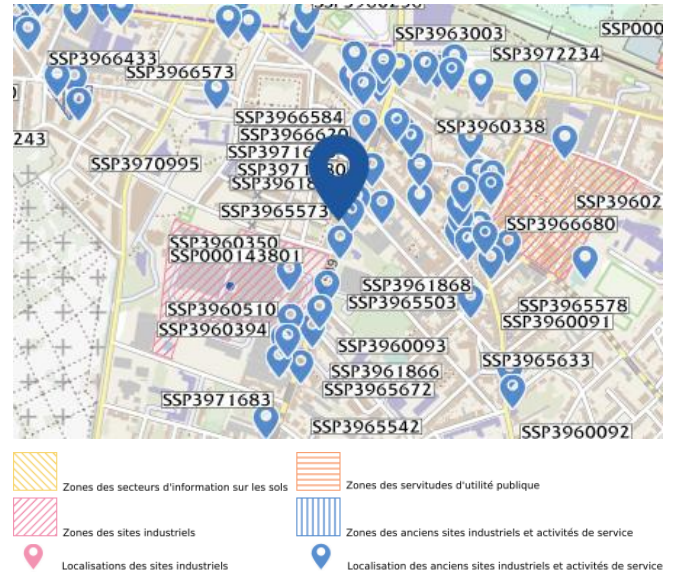 SSP3963003
SSP000
SSP3972234
SSP3966433
SSP3966573
SSP3966584
SSP3960338
243
SSP3970995
SSP39602
SSP3965573
SSP3966680
SSP3960350
SSP000143801
SSP3961868
SSP3965503
SSP3960510
SSP3965578
SSP3960394
SSP3960091
SSP3960093
SSP3965633
SSP3961866
SSP3965672
SSP3971683
SSP3965542
SSP3960092
Zones des secteurs d'information sur les sols
Zones des servitudes d'utilité publique
Zones des sites industriels
Zones des anciens sites industriels et activités de service
Localisations des sites industriels
Localisation des anciens sites industriels et activités de service